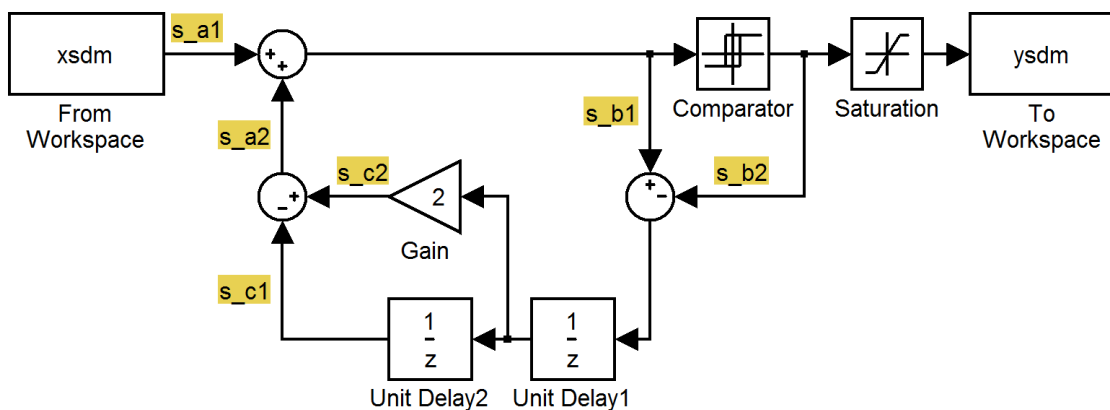 s_a1
xsdm
From
Workspace
+
+
s_a2
-
+
s_c2
2
Gain
s_c1
1
z
Unit Delay2
1
z
Unit Delay1
s_b1
+
-
s_b2
Comparator
Saturation
ysdm
To
Workspace